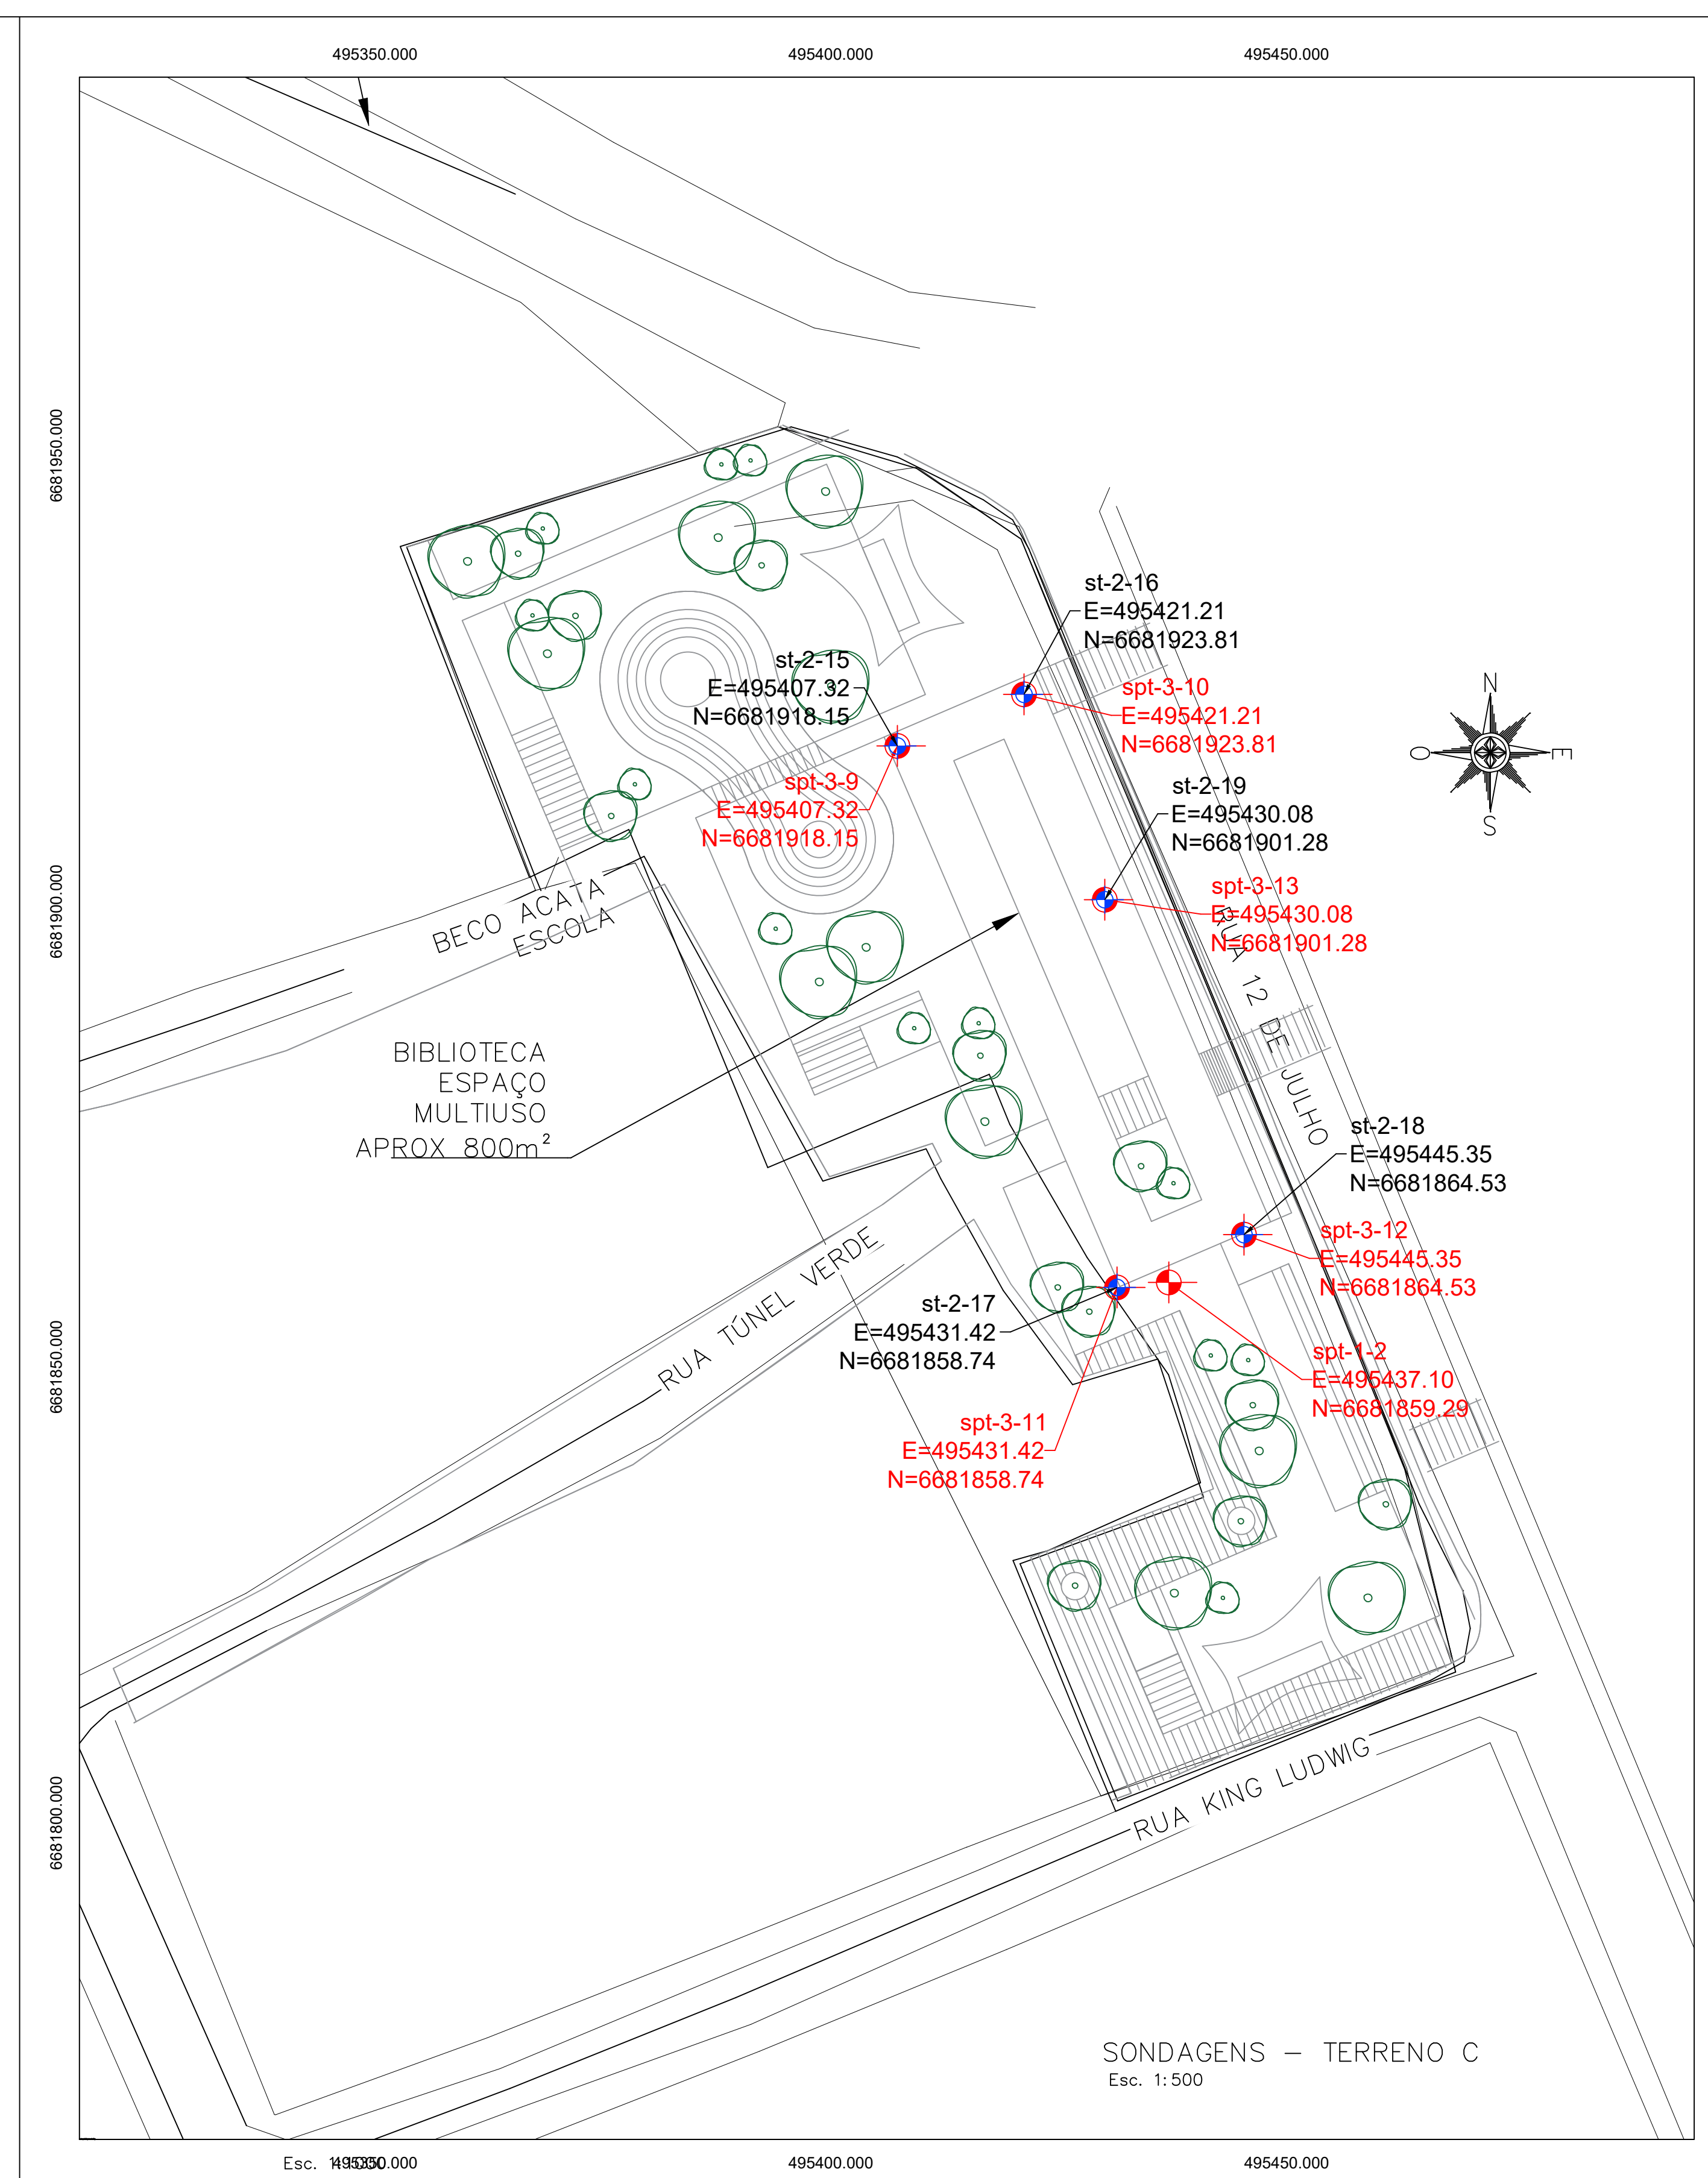 495350.000
495400.000
495450.000
6681950.000
6681900.000
6681850.000
6681800.000
st-2-16
E=495421.21
N=6681923.81
st-2-15
E=495407.32
N=6681918.15
spt-3-10
E=495421.21
N=6681923.81
N
O
E
S
spt-3-9
E=495407.32
N=6681918.15
st-2-19
E=495430.08
N=6681901.28
spt-3-13
E=495430.08
N=6681901.28
BECO ACATA
ESCOLA
RUA 12 DE JULHO
BIBLIOTECA
ESPAÇO
MULTIUSO
APROX 800m²
st-2-18
E=495445.35
N=6681864.53
spt-3-12
E=495445.35
N=6681864.53
RUA TÚNEL VERDE
st-2-17
E=495431.42
N=6681858.74
spt-1-2
E=495437.10
N=6681859.29
spt-3-11
E=495431.42
N=6681858.74
RUA KING LUDWIG
SONDAGENS – TERRENO C
Esc. 1:500
Esc.
495350.000
495400.000
495450.000